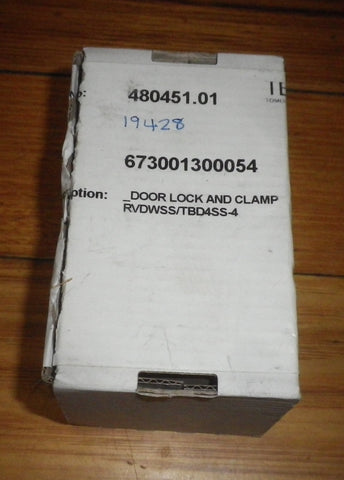 o: 480451.01
19428
673001300054
ption: _DOOR LOCK AND CLAMP
RVDWSS/TBD4SS-4